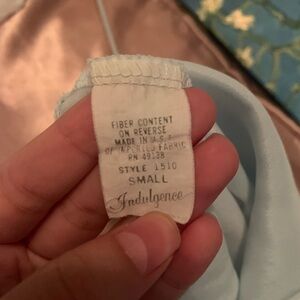 FIBER CONTENT
ON REVERSE
MADE IN U.S.A.
OF IMPORTED FABRIC
RN 49138
STYLE 1510
SMALL
Indulgence